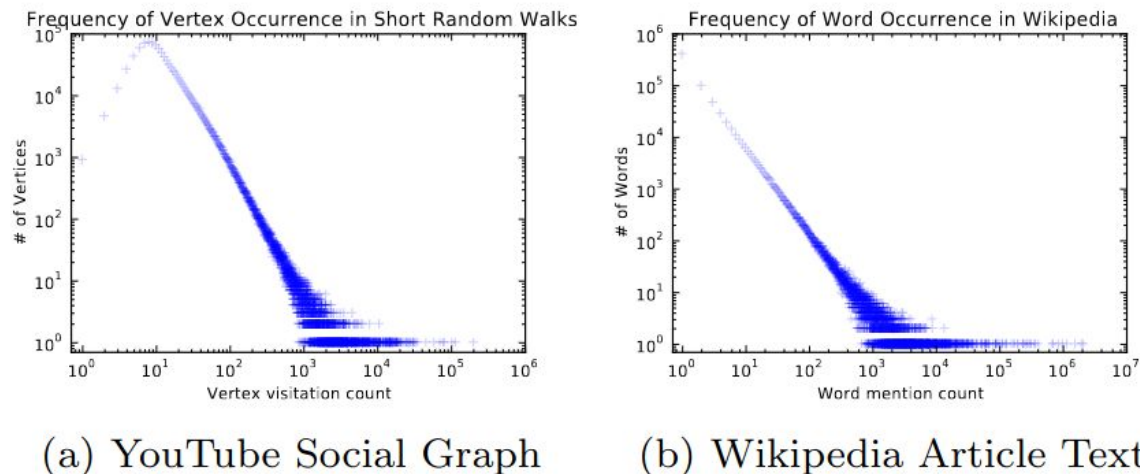 Frequency of Vertex Occurrence in Short Random Walks
10^5
10^4
10^3
10^2
10^1
10^0
# of Vertices
10^0 10^1 10^2 10^3 10^4 10^5 10^6
Vertex visitation count
(a) YouTube Social Graph
Frequency of Word Occurrence in Wikipedia
10^6
10^5
10^4
10^3
10^2
10^1
10^0
# of Words
10^0 10^1 10^2 10^3 10^4 10^5 10^6 10^7
Word mention count
(b) Wikipedia Article Text